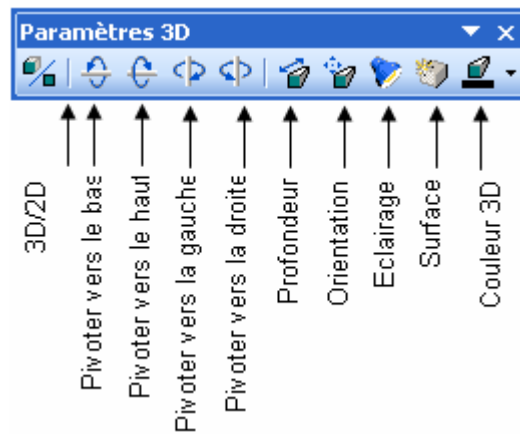 Paramètres 3D
3D/2D
Pivoter vers le bas
Pivoter vers le haut
Pivoter vers la gauche
Pivoter vers la droite
Profondeur
Orientation
Eclairage
Surface
Couleur 3D